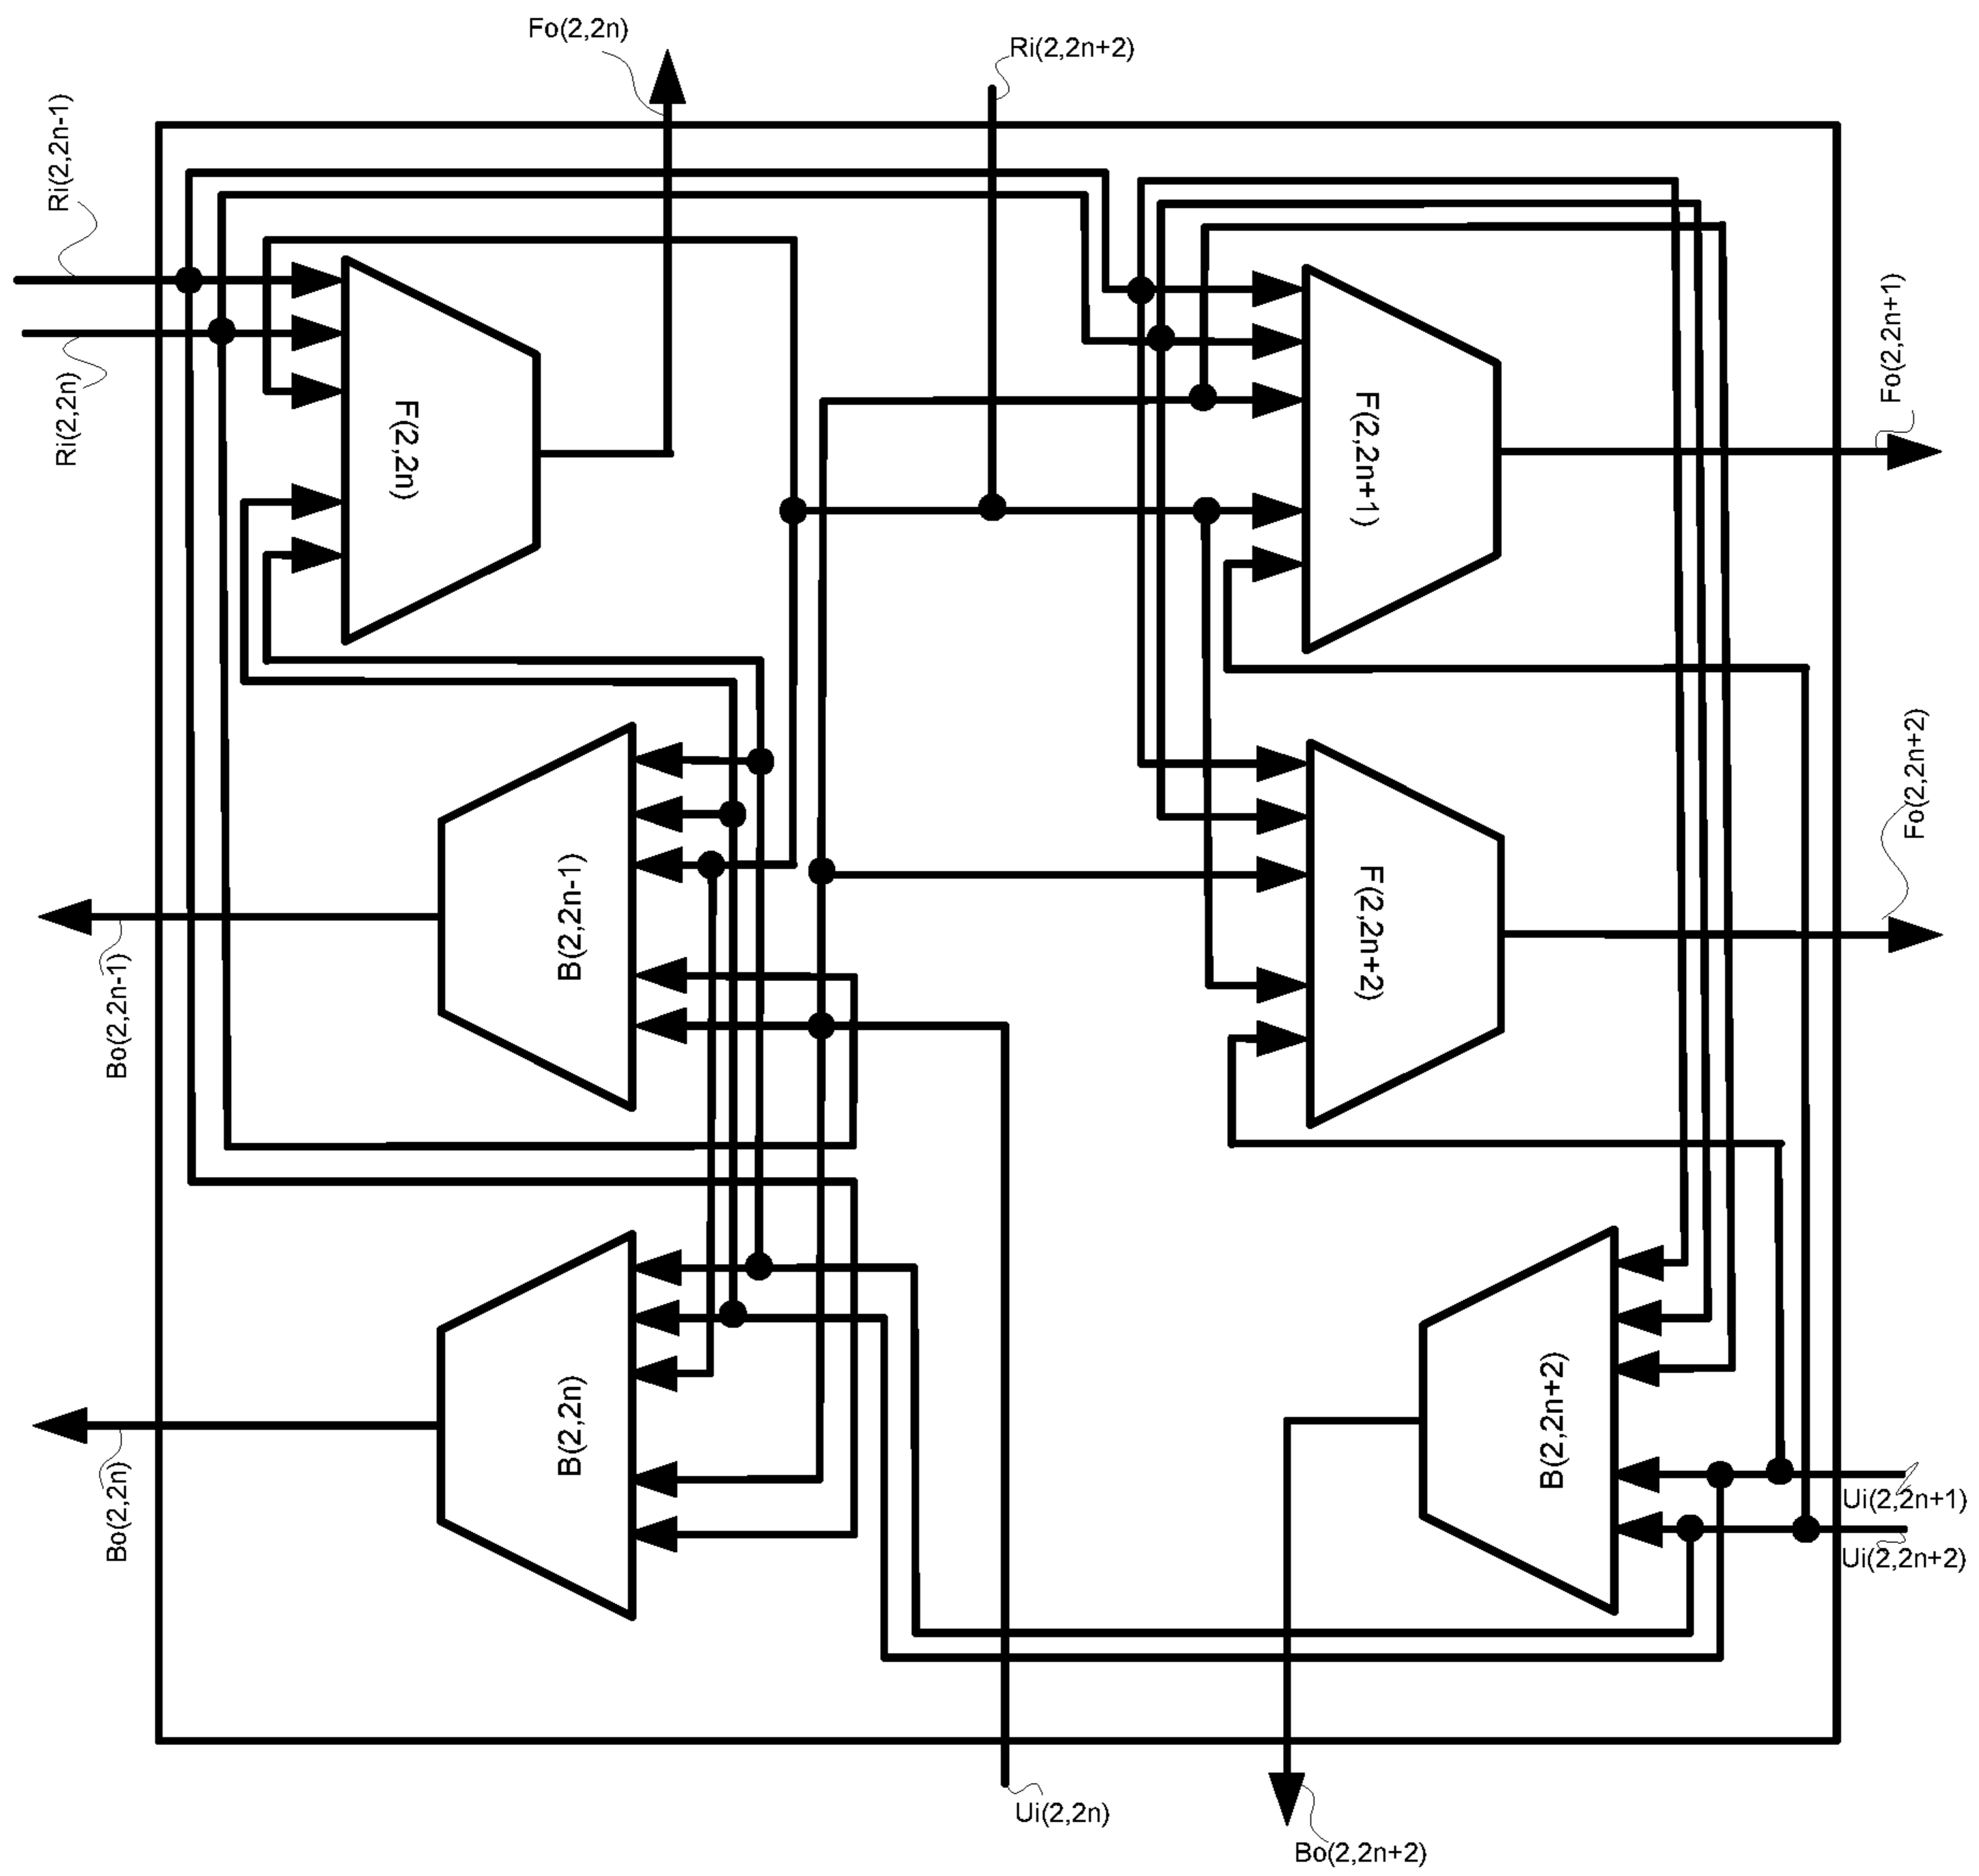 Fo(2,2n)
Ri(2,2n+2)
Ri(2,2n-1)
Ri(2,2n)
F(2,2n)
F(2,2n+1)
Fo(2,2n+1)
B(2,2n-1)
F(2,2n+2)
Fo(2,2n+2)
Bo(2,2n-1)
B(2,2n)
B(2,2n+2)
Bo(2,2n)
Ui(2,2n+1)
Ui(2,2n+2)
Ui(2,2n)
Bo(2,2n+2)